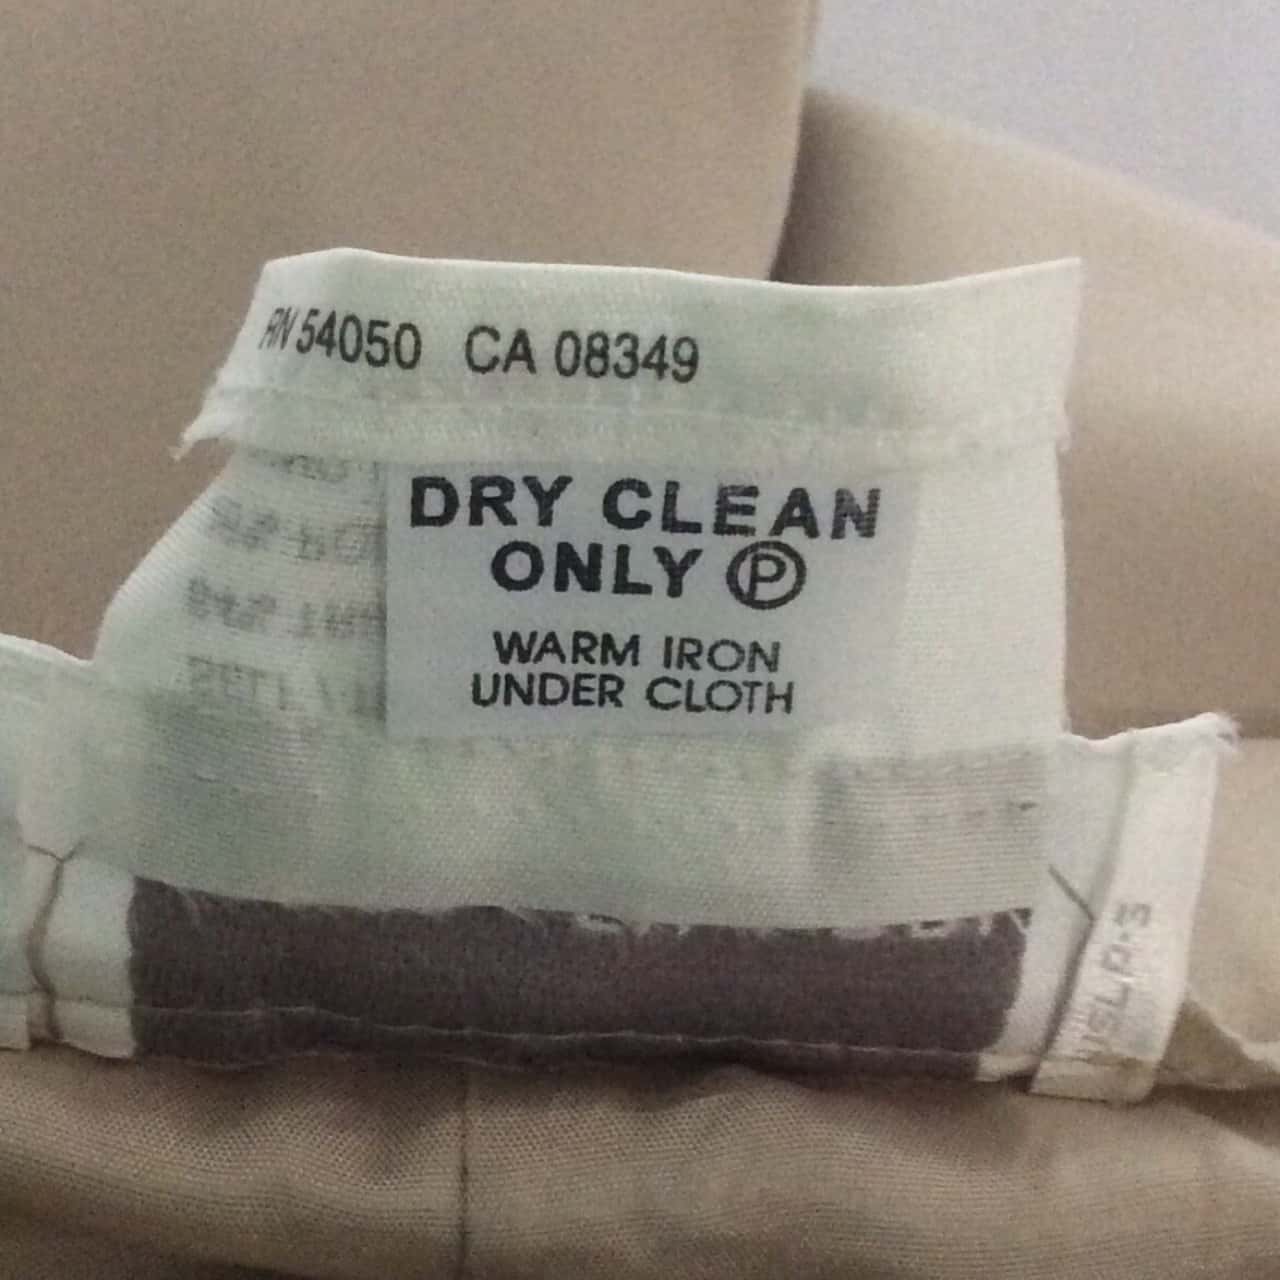 RN 54050 CA 08349
DRY CLEAN
ONLY Ⓟ
WARM IRON
UNDER CLOTH